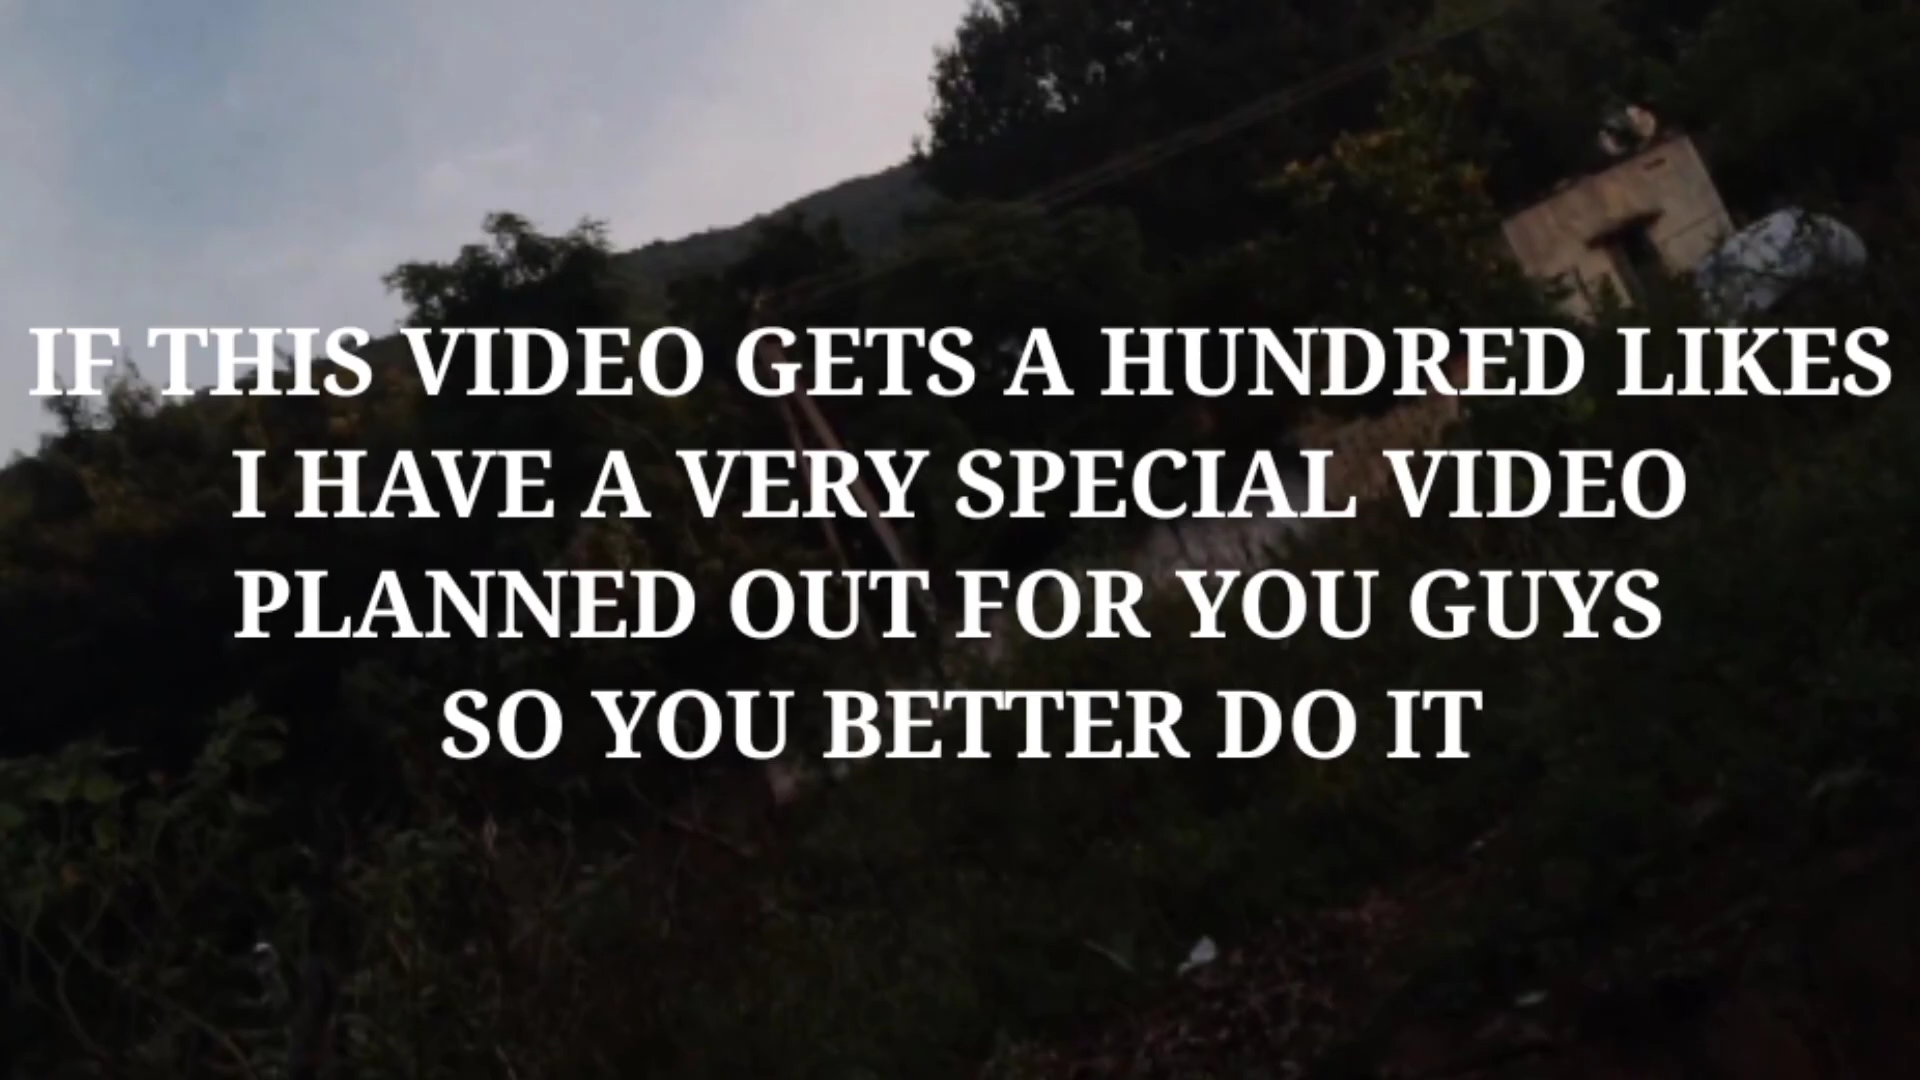 IF THIS VIDEO GETS A HUNDRED LIKES
I HAVE A VERY SPECIAL VIDEO
PLANNED OUT FOR YOU GUYS
SO YOU BETTER DO IT